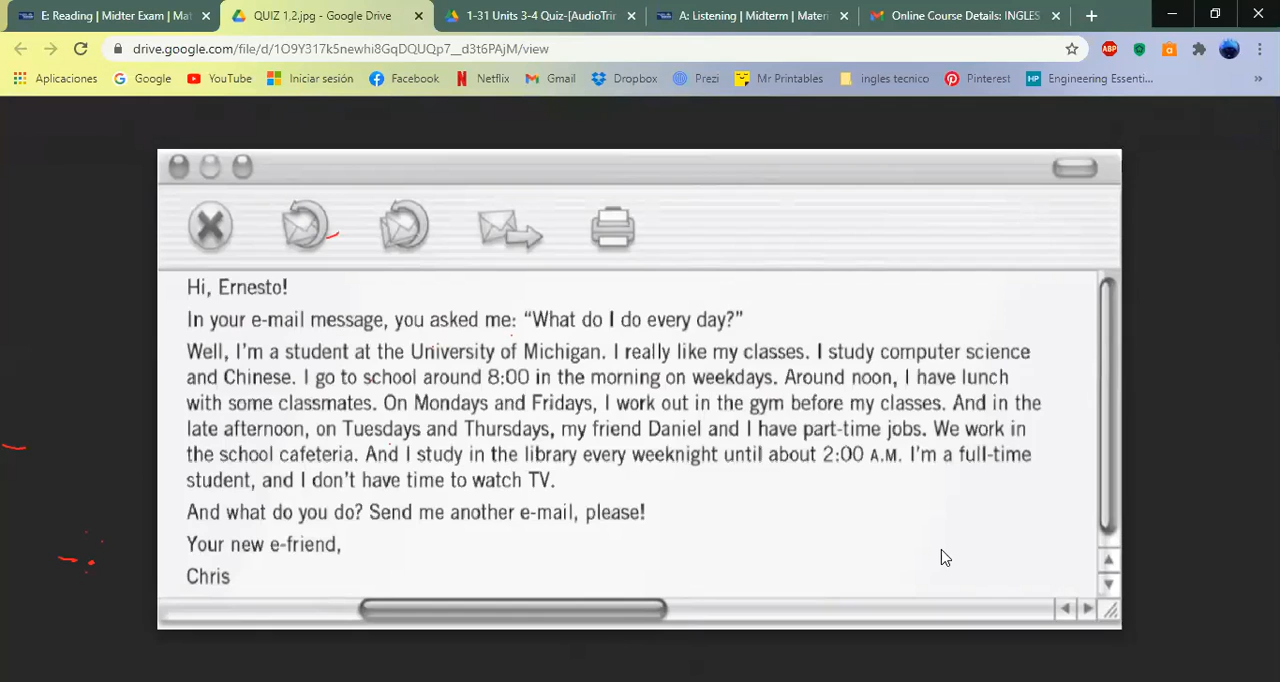 E: Reading | Midter Exam | Mat
QUIZ 1,2.jpg - Google Drive
1-31 Units 3-4 Quiz-[AudioTrir
A: Listening | Midterm | Materi
Online Course Details: INGLES
drive.google.com/file/d/1O9Y317k5newhi8GqDQUQp7__d3t6PAjM/view
ABP
Aplicaciones
Google
YouTube
Iniciar sesión
Facebook
Netflix
Gmail
Dropbox
Prezi
Mr Printables
ingles tecnico
Pinterest
HP
Engineering Essenti...
Hi, Ernesto!
In your e-mail message, you asked me: “What do I do every day?”
Well, I'm a student at the University of Michigan. I really like my classes. I study computer science
and Chinese. I go to school around 8:00 in the morning on weekdays. Around noon, I have lunch
with some classmates. On Mondays and Fridays, I work out in the gym before my classes. And in the
late afternoon, on Tuesdays and Thursdays, my friend Daniel and I have part-time jobs. We work in
the school cafeteria. And I study in the library every weeknight until about 2:00 A.M. I'm a full-time
student, and I don't have time to watch TV.
And what do you do? Send me another e-mail, please!
Your new e-friend,
Chris